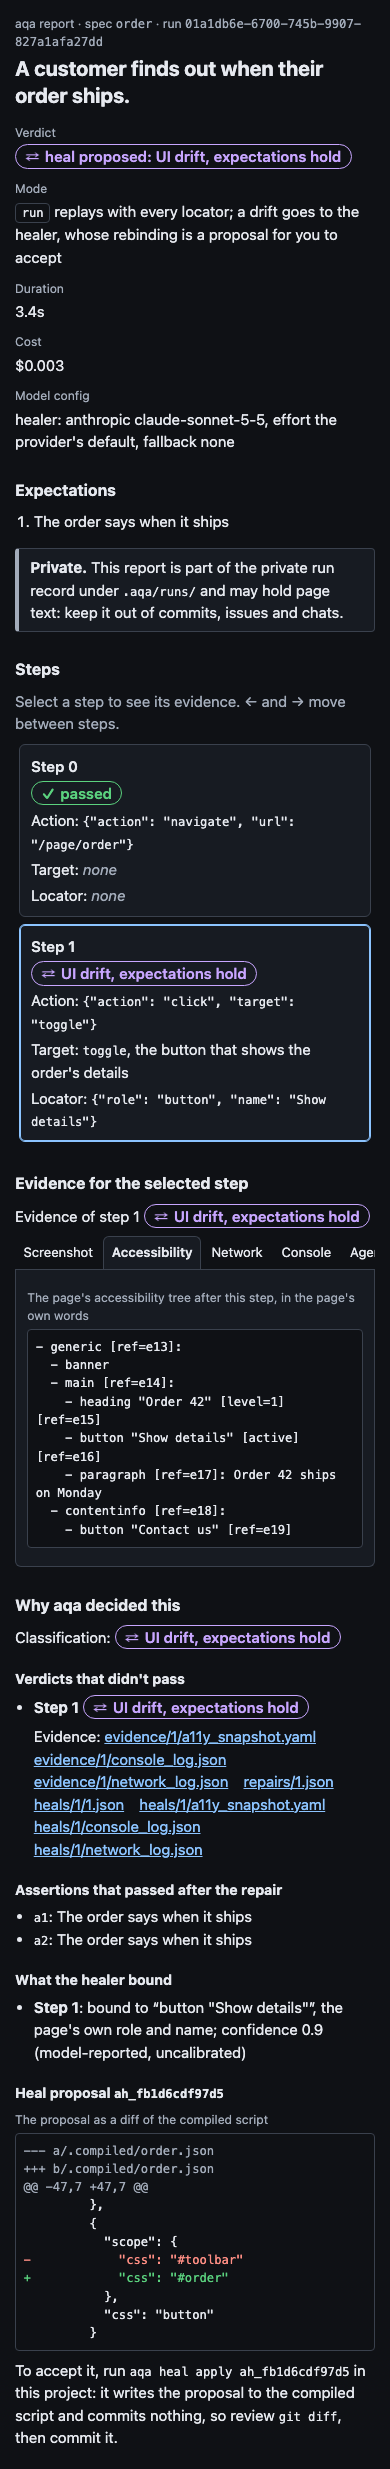 aqa report · spec order · run 01a1db6e-6700-745b-9907-
827a1afa27dd
A customer finds out when their
order ships.
Verdict
⇄ heal proposed: UI drift, expectations hold
Mode
run replays with every locator; a drift goes to the
healer, whose rebinding is a proposal for you to
accept
Duration
3.4s
Cost
$0.003
Model config
healer: anthropic claude-sonnet-5-5, effort the
provider's default, fallback none
Expectations
1. The order says when it ships
Private. This report is part of the private run
record under .aqa/runs/ and may hold page
text: keep it out of commits, issues and chats.
Steps
Select a step to see its evidence. ← and → move
between steps.
Step 0
✓ passed
Action: {"action": "navigate", "url":
"/page/order"}
Target: none
Locator: none
Step 1
⇄ UI drift, expectations hold
Action: {"action": "click", "target":
"toggle"}
Target: toggle, the button that shows the
order's details
Locator: {"role": "button", "name": "Show
details"}
Evidence for the selected step
Evidence of step 1 ⇄ UI drift, expectations hold
Screenshot Accessibility Network Console Age
The page's accessibility tree after this step, in the page's
own words
- generic [ref=e13]:
  - banner
  - main [ref=e14]:
    - heading "Order 42" [level=1]
[ref=e15]
    - button "Show details" [active]
[ref=e16]
    - paragraph [ref=e17]: Order 42 ships
on Monday
  - contentinfo [ref=e18]:
    - button "Contact us" [ref=e19]
Why aqa decided this
Classification: ⇄ UI drift, expectations hold
Verdicts that didn't pass
• Step 1 ⇄ UI drift, expectations hold
Evidence: evidence/1/a11y_snapshot.yaml
evidence/1/console_log.json
evidence/1/network_log.json repairs/1.json
heals/1/1.json heals/1/a11y_snapshot.yaml
heals/1/console_log.json
heals/1/network_log.json
Assertions that passed after the repair
• a1: The order says when it ships
• a2: The order says when it ships
What the healer bound
• Step 1: bound to “button "Show details"”, the
page's own role and name; confidence 0.9
(model-reported, uncalibrated)
Heal proposal ah_fb1d6cdf97d5
The proposal as a diff of the compiled script
--- a/.compiled/order.json
+++ b/.compiled/order.json
@@ -47,7 +47,7 @@
         },
         {
           "scope": {
-            "css": "#toolbar"
+            "css": "#order"
           },
           "css": "button"
         }
To accept it, run aqa heal apply ah_fb1d6cdf97d5 in
this project: it writes the proposal to the compiled
script and commits nothing, so review git diff,
then commit it.